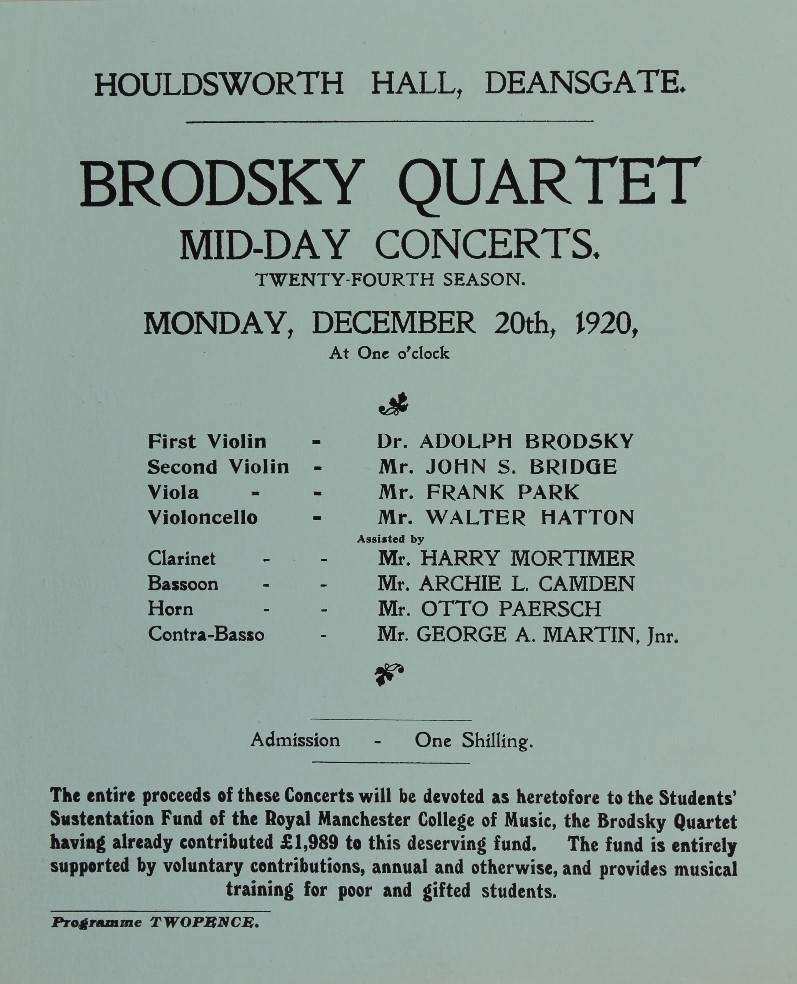 HOULDSWORTH HALL, DEANSGATE.
BRODSKY QUARTET
MID-DAY CONCERTS.
TWENTY-FOURTH SEASON.
MONDAY, DECEMBER 20th, 1920,
At One o'clock
First Violin - Dr. ADOLPH BRODSKY
Second Violin - Mr. JOHN S. BRIDGE
Viola - - Mr. FRANK PARK
Violoncello - Mr. WALTER HATTON
Assisted by
Clarinet - - Mr. HARRY MORTIMER
Bassoon - - Mr. ARCHIE L. CAMDEN
Horn - - Mr. OTTO PAERSCH
Contra-Basso - Mr. GEORGE A. MARTIN, Jnr.
Admission - One Shilling.
The entire proceeds of these Concerts will be devoted as heretofore to the Students'
Sustentation Fund of the Royal Manchester College of Music, the Brodsky Quartet
having already contributed £1,989 to this deserving fund. The fund is entirely
supported by voluntary contributions, annual and otherwise, and provides musical
training for poor and gifted students.
Programme TWOPENCE.